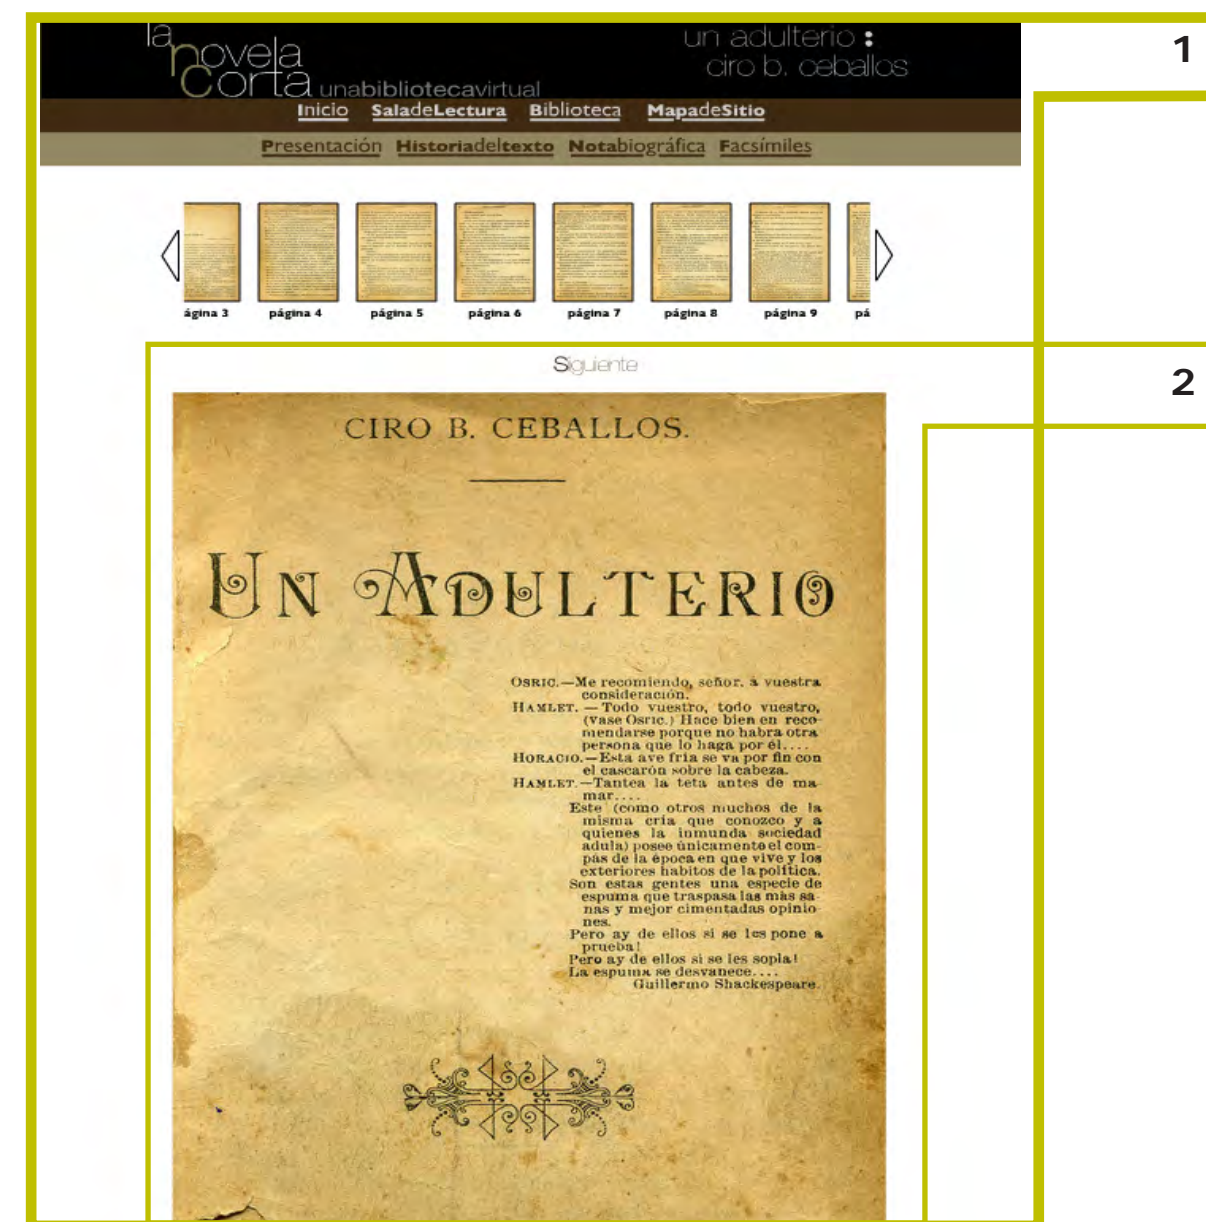 la novela corta unabibliotecavirtual
un adulterio :
ciro b. ceballos
1
Inicio SaladeLectura Biblioteca MapadeSitio
Presentación Historiadeltexto Notabiográfica Facsímiles
ágina 3 página 4 página 5 página 6 página 7 página 8 página 9 pá
Siguiente
2
CIRO B. CEBALLOS.
UN ADULTERIO
OSRIC.—Me recomiendo, señor, à vuestra
consideración.
HAMLET. — Todo vuestro, todo vuestro,
(vase Osric.) Hace bien en reco-
mendarse porque no habra otra
persona que lo haga por él....
HORACIO.—Esta ave fria se va por fin con
el cascarón sobre la cabeza.
HAMLET.—Tantea la teta antes de ma-
mar....
Este (como otros muchos de la
misma cria que conozco y a
quienes la inmunda sociedad
adula) posee únicamente el com-
pás de la época en que vive y los
exteriores habitos de la política.
Son estas gentes una especie de
espuma que traspasa las màs sa-
nas y mejor cimentadas opinio-
nes.
Pero ay de ellos si se les pone a
prueba!
Pero ay de ellos si se les sopla!
La espuma se desvanece....
Guillermo Shackespeare.